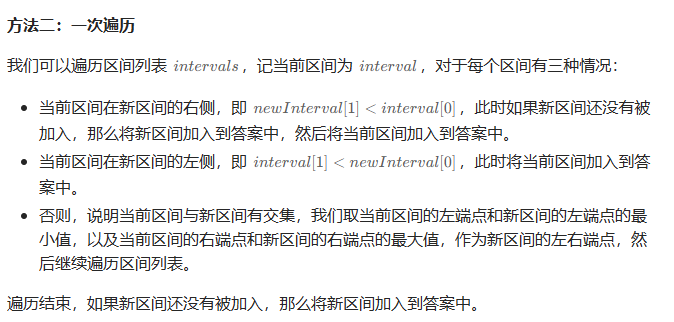 方法二：一次遍历
我们可以遍历区间列表 intervals，记当前区间为 interval，对于每个区间有三种情况：
• 当前区间在新区间的右侧，即 newInterval[1] < interval[0]，此时如果新区间还没有被
加入，那么将新区间加入到答案中，然后将当前区间加入到答案中。
• 当前区间在新区间的左侧，即 interval[1] < newInterval[0]，此时将当前区间加入到答
案中。
• 否则，说明当前区间与新区间有交集，我们取当前区间的左端点和新区间的左端点的最
小值，以及当前区间的右端点和新区间的右端点的最大值，作为新区间的左右端点，然
后继续遍历区间列表。
遍历结束，如果新区间还没有被加入，那么将新区间加入到答案中。